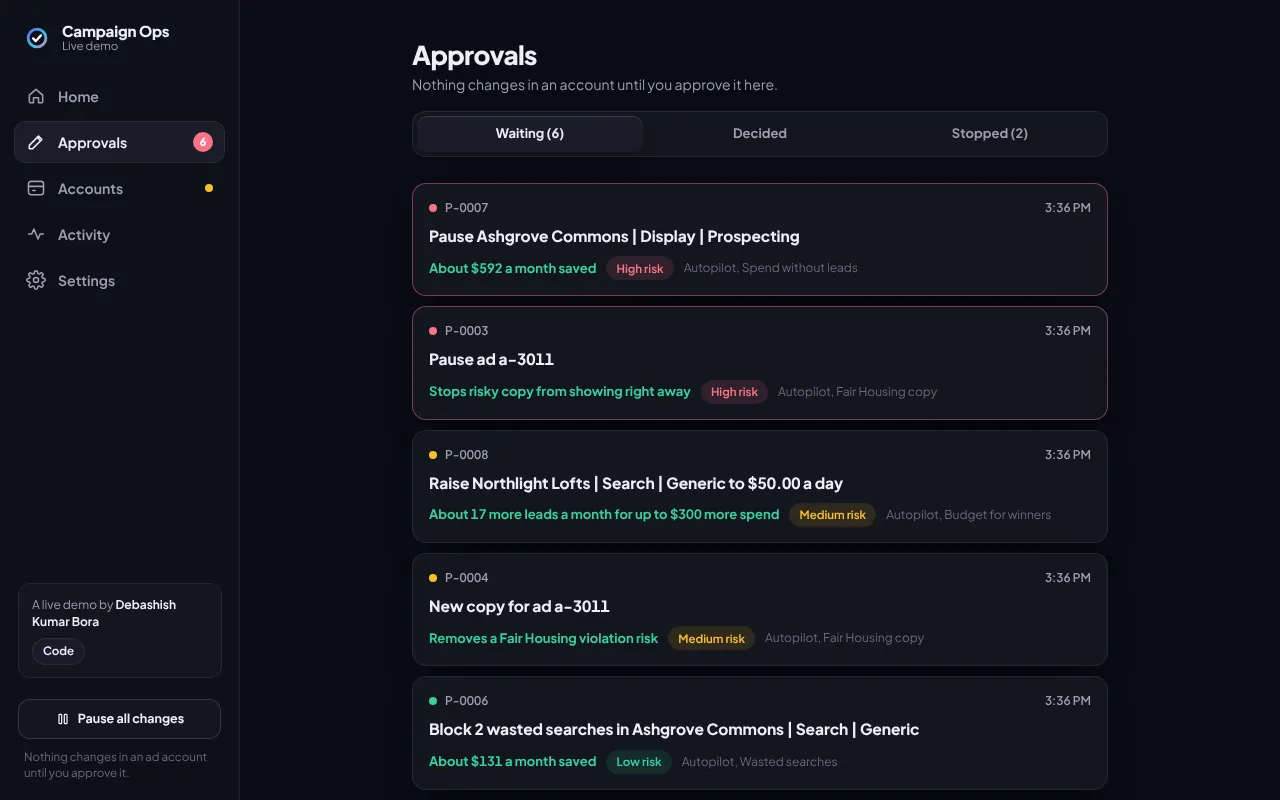 Campaign Ops
Live demo
Home
Approvals
6
Accounts
Activity
Settings
A live demo by Debashish
Kumar Bora
Code
Pause all changes
Nothing changes in an ad account
until you approve it.
Approvals
Nothing changes in an account until you approve it here.
Waiting (6)
Decided
Stopped (2)
P-0007
3:36 PM
Pause Ashgrove Commons | Display | Prospecting
About $592 a month saved
High risk
Autopilot, Spend without leads
P-0003
3:36 PM
Pause ad a-3011
Stops risky copy from showing right away
High risk
Autopilot, Fair Housing copy
P-0008
3:36 PM
Raise Northlight Lofts | Search | Generic to $50.00 a day
About 17 more leads a month for up to $300 more spend
Medium risk
Autopilot, Budget for winners
P-0004
3:36 PM
New copy for ad a-3011
Removes a Fair Housing violation risk
Medium risk
Autopilot, Fair Housing copy
P-0006
3:36 PM
Block 2 wasted searches in Ashgrove Commons | Search | Generic
About $131 a month saved
Low risk
Autopilot, Wasted searches